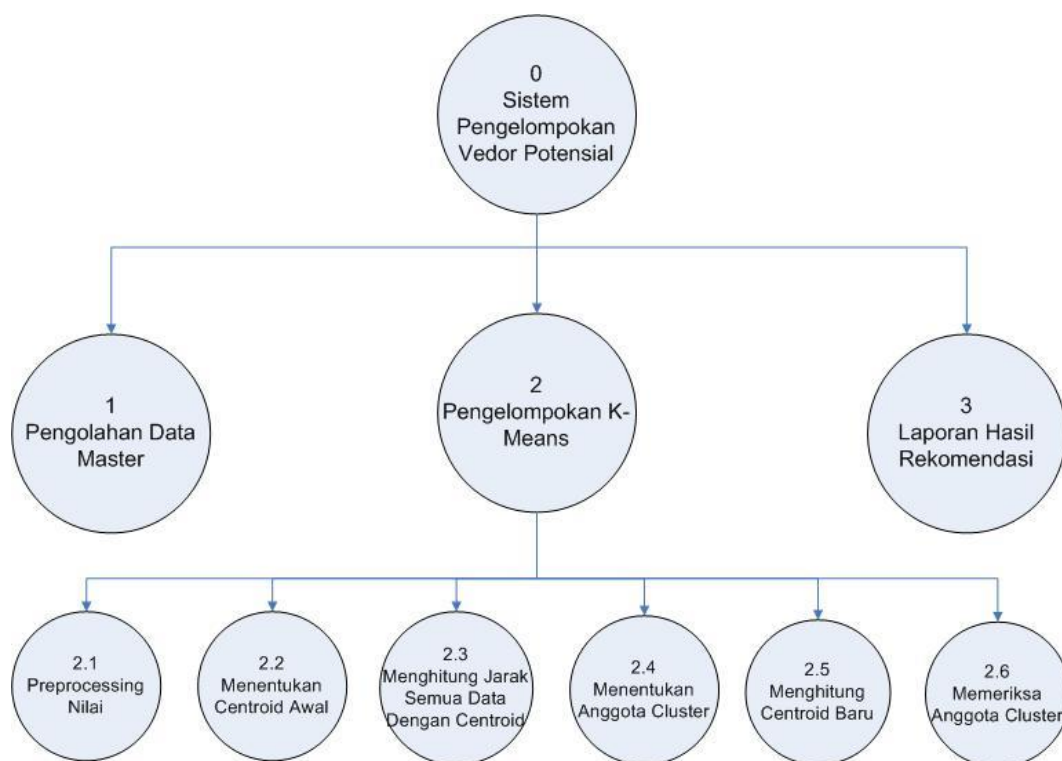 0
Sistem
Pengelompokan
Vedor Potensial
1
Pengolahan Data
Master
2
Pengelompokan K-
Means
3
Laporan Hasil
Rekomendasi
2.1
Preprocessing
Nilai
2.2
Menentukan
Centroid Awal
2.3
Menghitung Jarak
Semua Data
Dengan Centroid
2.4
Menentukan
Anggota Cluster
2.5
Menghitung
Centroid Baru
2.6
Memeriksa
Anggota Cluster